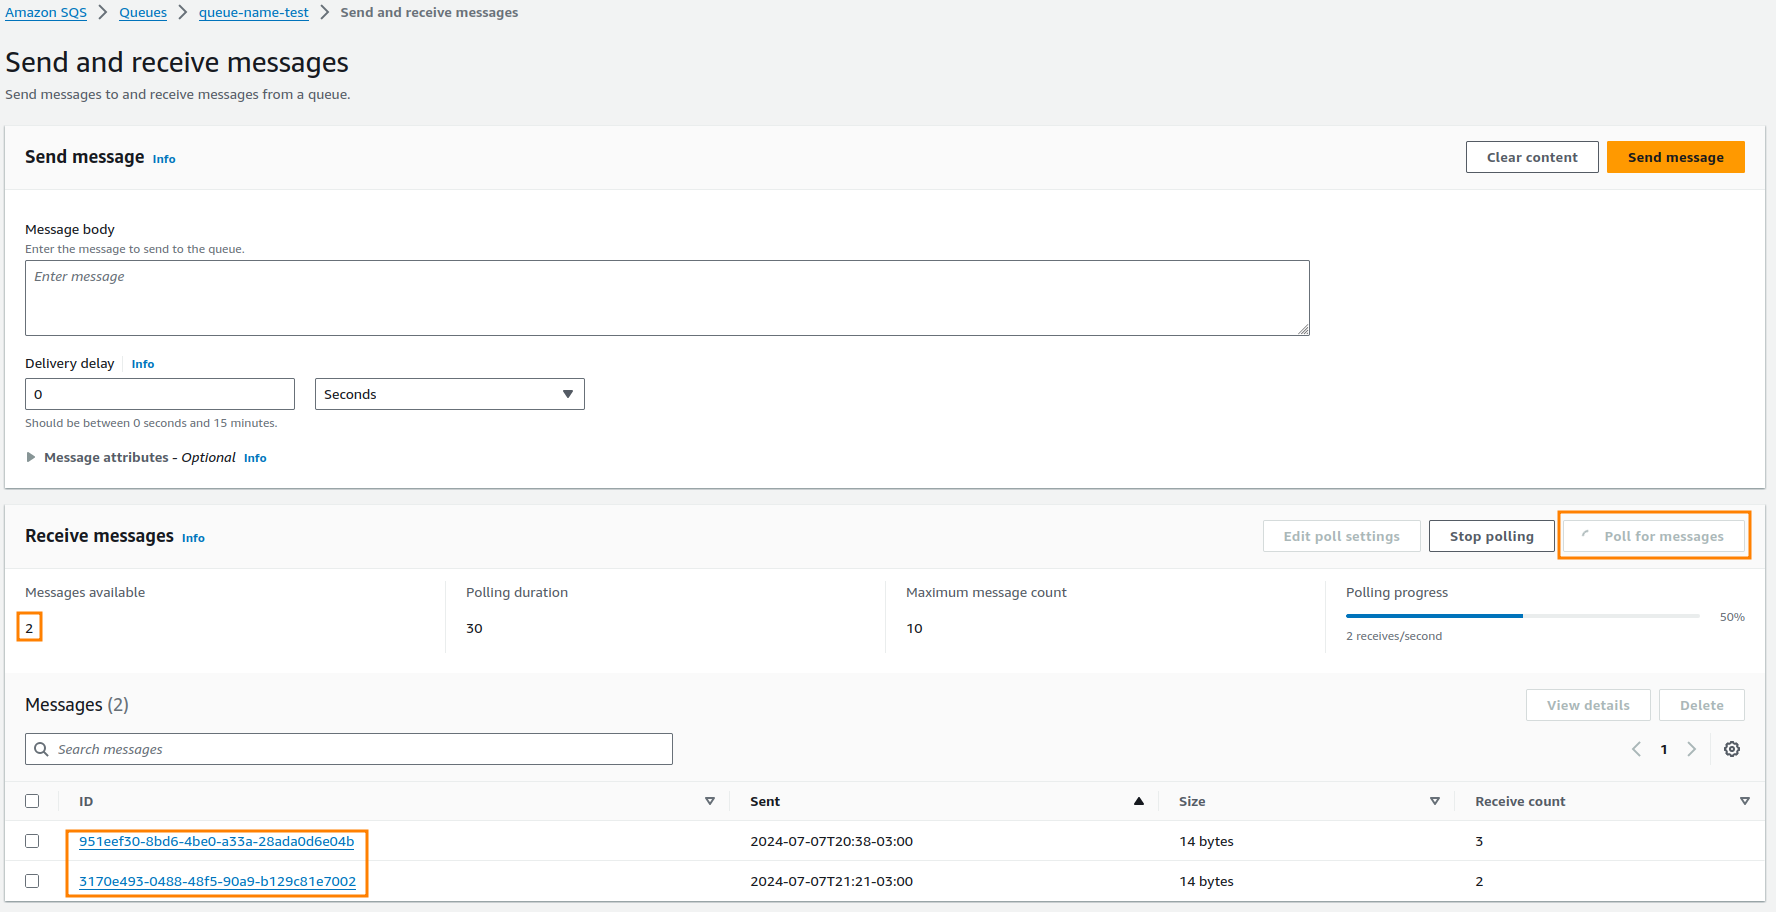 Amazon SQS > Queues > queue-name-test > Send and receive messages
Send and receive messages
Send messages to and receive messages from a queue.
Send message Info Clear content Send message
Message body
Enter the message to send to the queue.
Enter message
Delivery delay Info
0 Seconds
Should be between 0 seconds and 15 minutes.
Message attributes - Optional Info
Receive messages Info Edit poll settings Stop polling Poll for messages
Messages available Polling duration Maximum message count Polling progress
50%
2 30 10 2 receives/second
Messages (2) View details Delete
Search messages 1
ID Sent Size Receive count
951eef30-8bd6-4be0-a33a-28ada0d6e04b 2024-07-07T20:38-03:00 14 bytes 3
3170e493-0488-48f5-90a9-b129c81e7002 2024-07-07T21:21-03:00 14 bytes 2